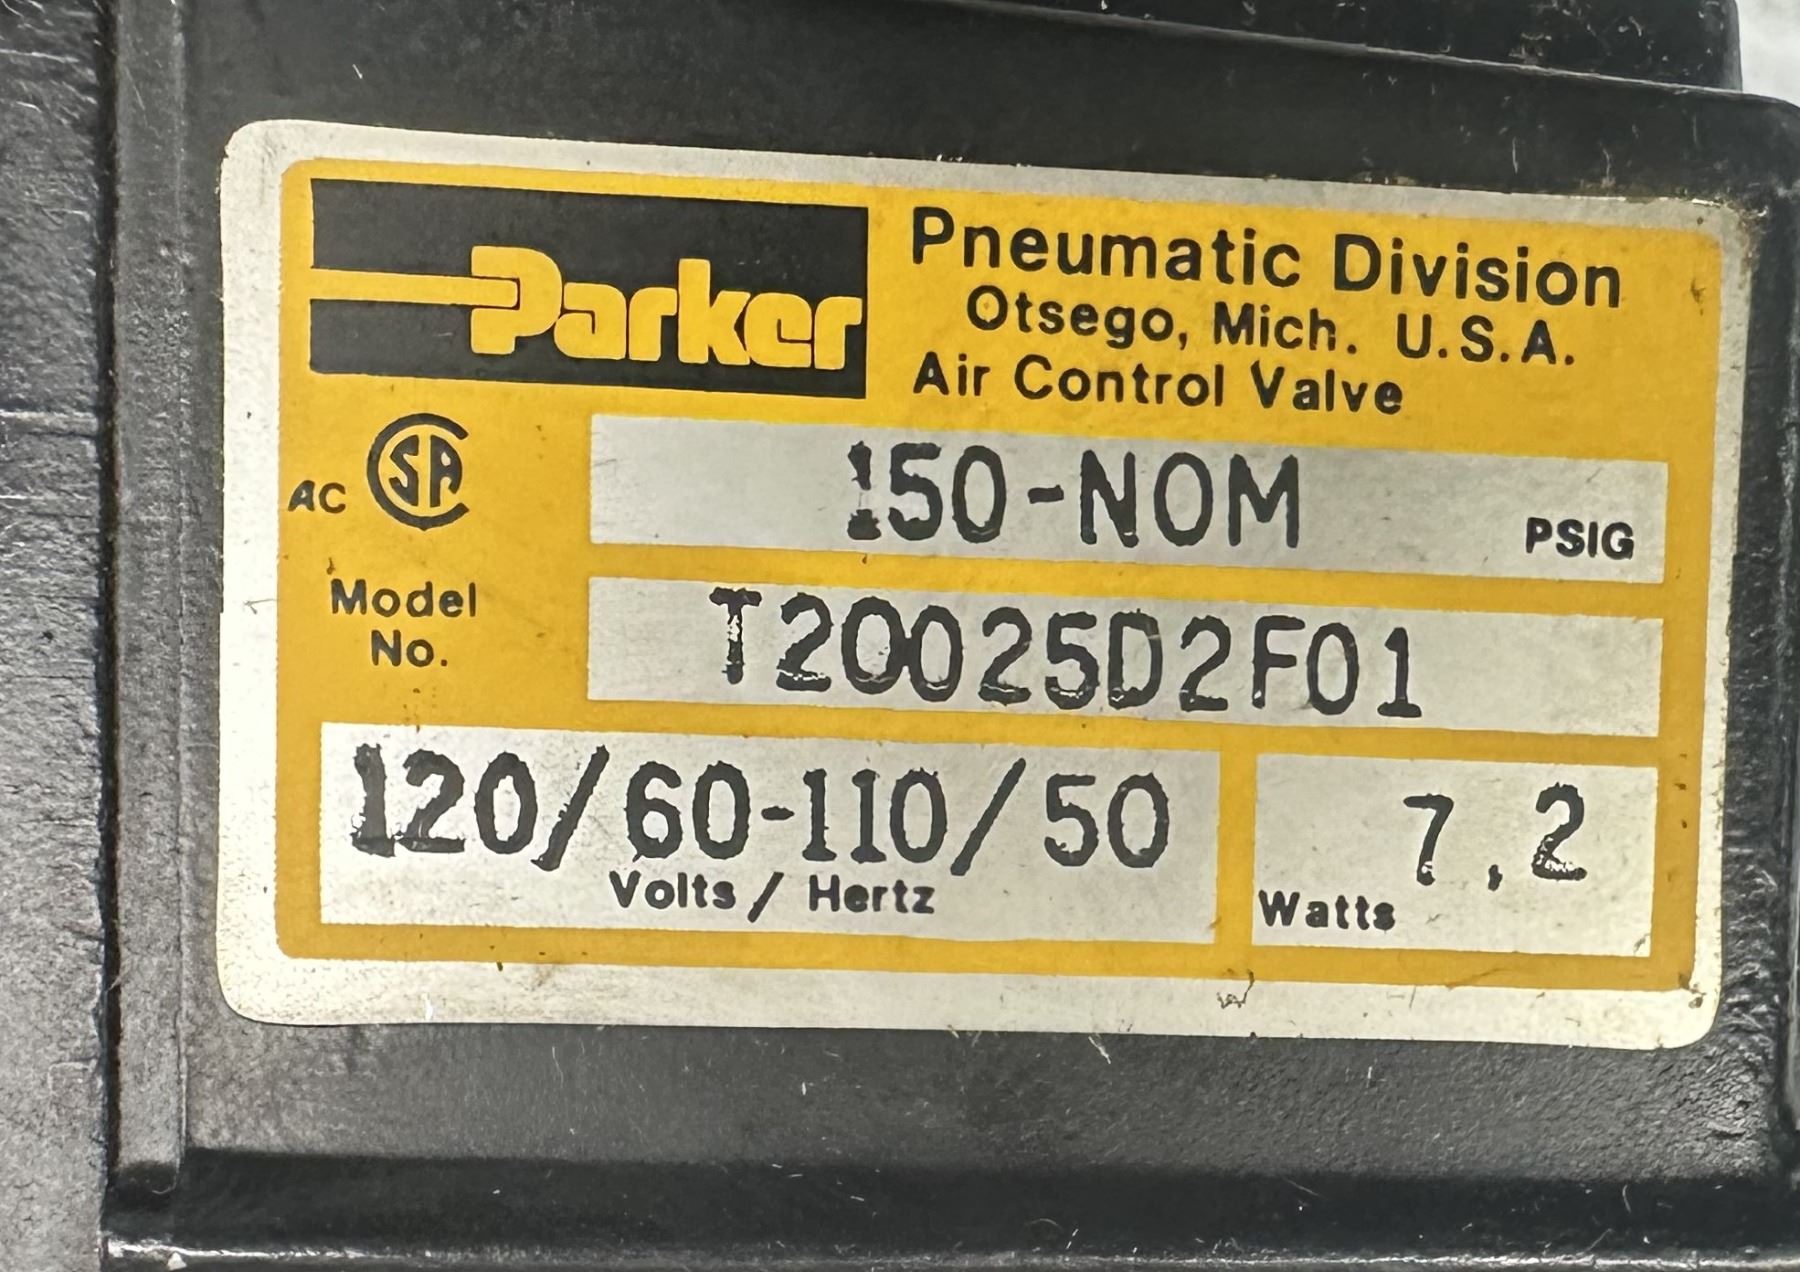 Parker
Pneumatic Division
Otsego, Mich. U.S.A.
Air Control Valve
AC SA
150-NOM PSIG
Model No.
T20025D2F01
120/60-110/50
Volts / Hertz
7,2
Watts